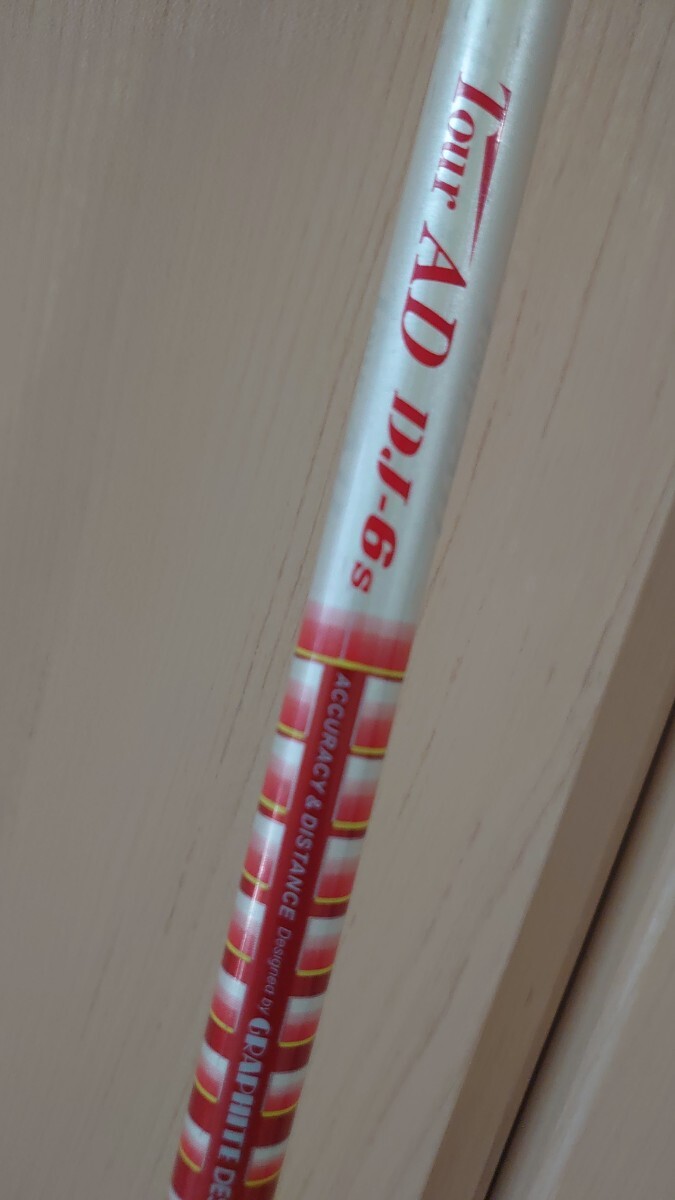 Tour AD DJ-6s
ACCURACY & DISTANCE Designed by GRAPHITE DE